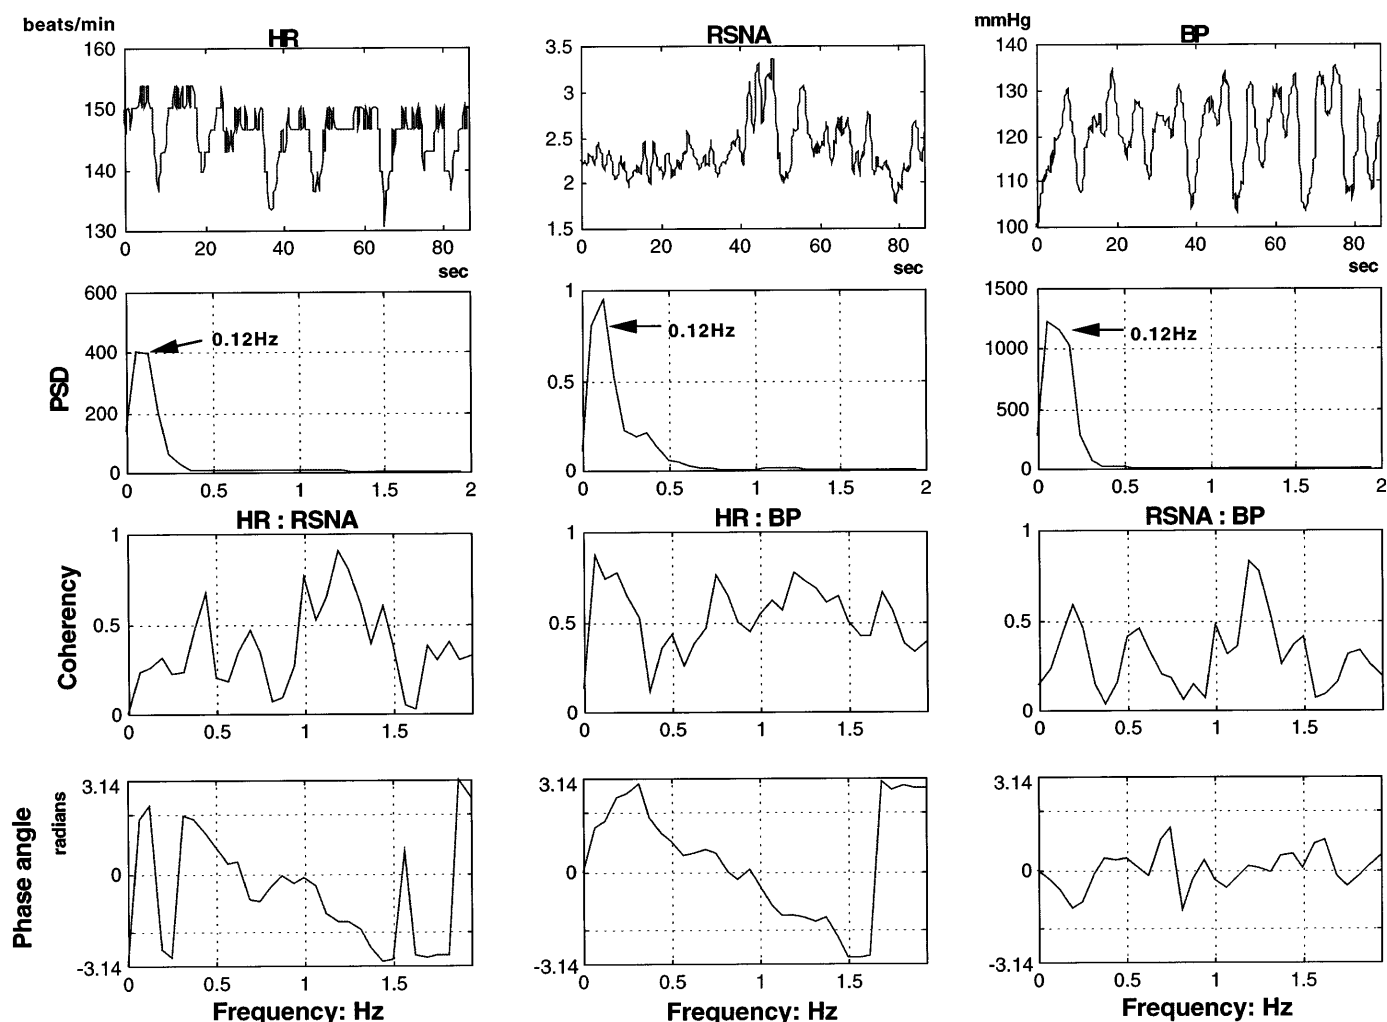 beats/min
HR
160
150
140
130
0 20 40 60 80
sec
RSNA
3.5
3
2.5
2
1.5
0 20 40 60 80
sec
mmHg
BP
140
130
120
110
100
0 20 40 60 80
sec
PSD
600
400
200
0
0.12Hz
0 0.5 1 1.5 2
1
0.5
0
0.12Hz
0 0.5 1 1.5 2
1500
1000
500
0
0.12Hz
0 0.5 1 1.5 2
Coherency
HR : RSNA
1
0.5
0
0 0.5 1 1.5
HR : BP
1
0.5
0
0 0.5 1 1.5
RSNA : BP
1
0.5
0
0 0.5 1 1.5
Phase angle
radians
3.14
0
-3.14
0 0.5 1 1.5
Frequency: Hz
3.14
0
-3.14
0 0.5 1 1.5
Frequency: Hz
3.14
0
-3.14
0 0.5 1 1.5
Frequency: Hz